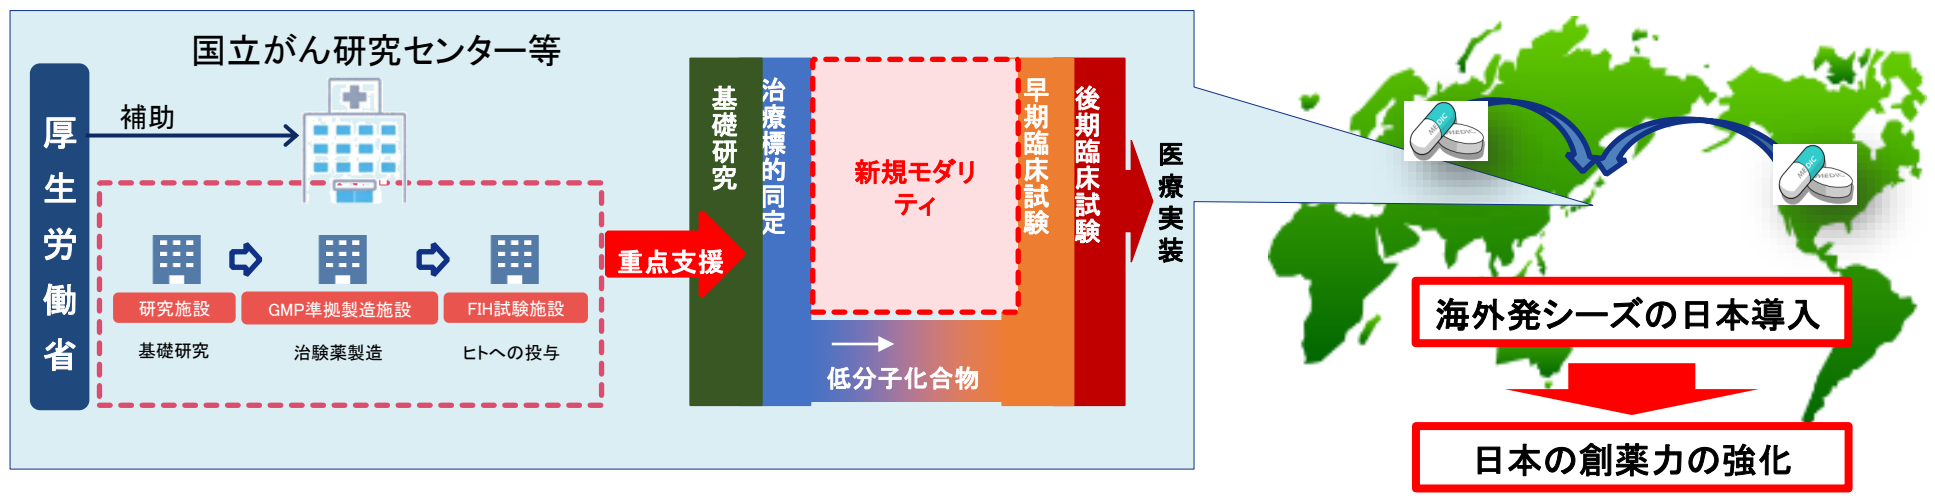 国立がん研究センター等
厚生労働省
補助
研究施設
GMP準拠製造施設
FIH試験施設
基礎研究
治験薬製造
ヒトへの投与
重点支援
基礎研究
治療標的同定
新規モダリ
ティ
低分子化合物
早期臨床試験
後期臨床試験
医療実装
MEDIC
MEDIC
MEDIC
MEDIC
海外発シーズの日本導入
日本の創薬力の強化